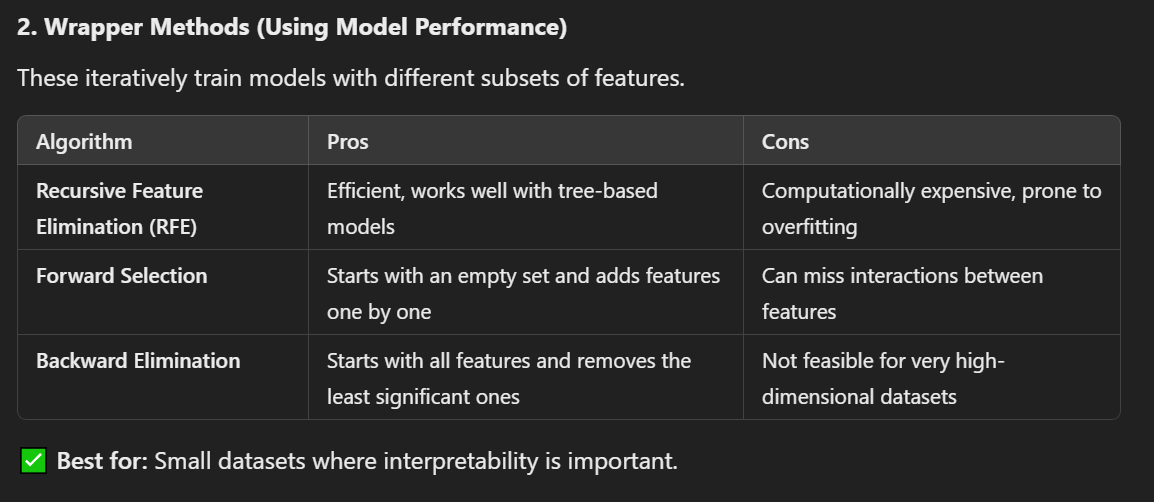 2. Wrapper Methods (Using Model Performance)
These iteratively train models with different subsets of features.
Algorithm Pros Cons
Recursive Feature Elimination (RFE) Efficient, works well with tree-based models Computationally expensive, prone to overfitting
Forward Selection Starts with an empty set and adds features one by one Can miss interactions between features
Backward Elimination Starts with all features and removes the least significant ones Not feasible for very high-dimensional datasets
✅ Best for: Small datasets where interpretability is important.